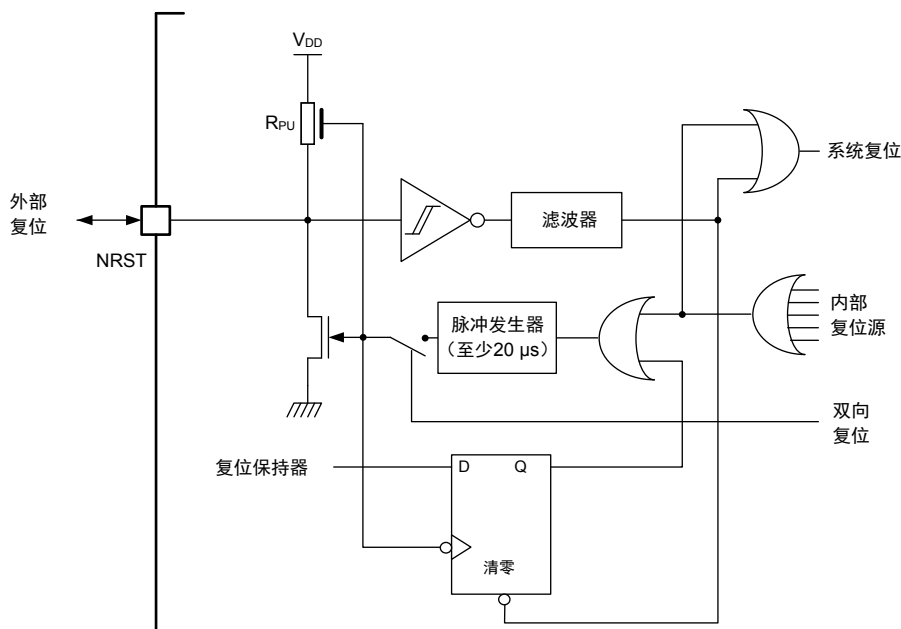 VDD
RPU
外部
复位
NRST
滤波器
系统复位
脉冲发生器
（至少20 μs）
内部
复位源
双向
复位
复位保持器
D
Q
清零